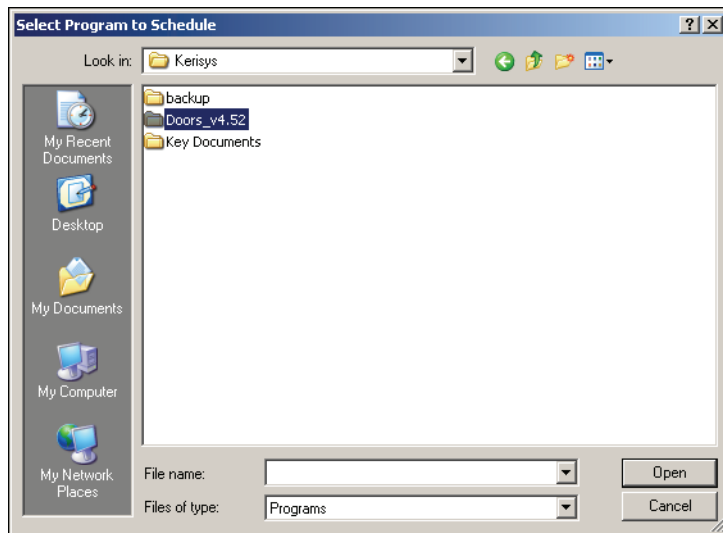 Select Program to Schedule
Look in: Kerisys
backup
Doors_v4.52
Key Documents
My Recent
Documents
Desktop
My Documents
My Computer
My Network
Places
File name:
Open
Files of type: Programs
Cancel